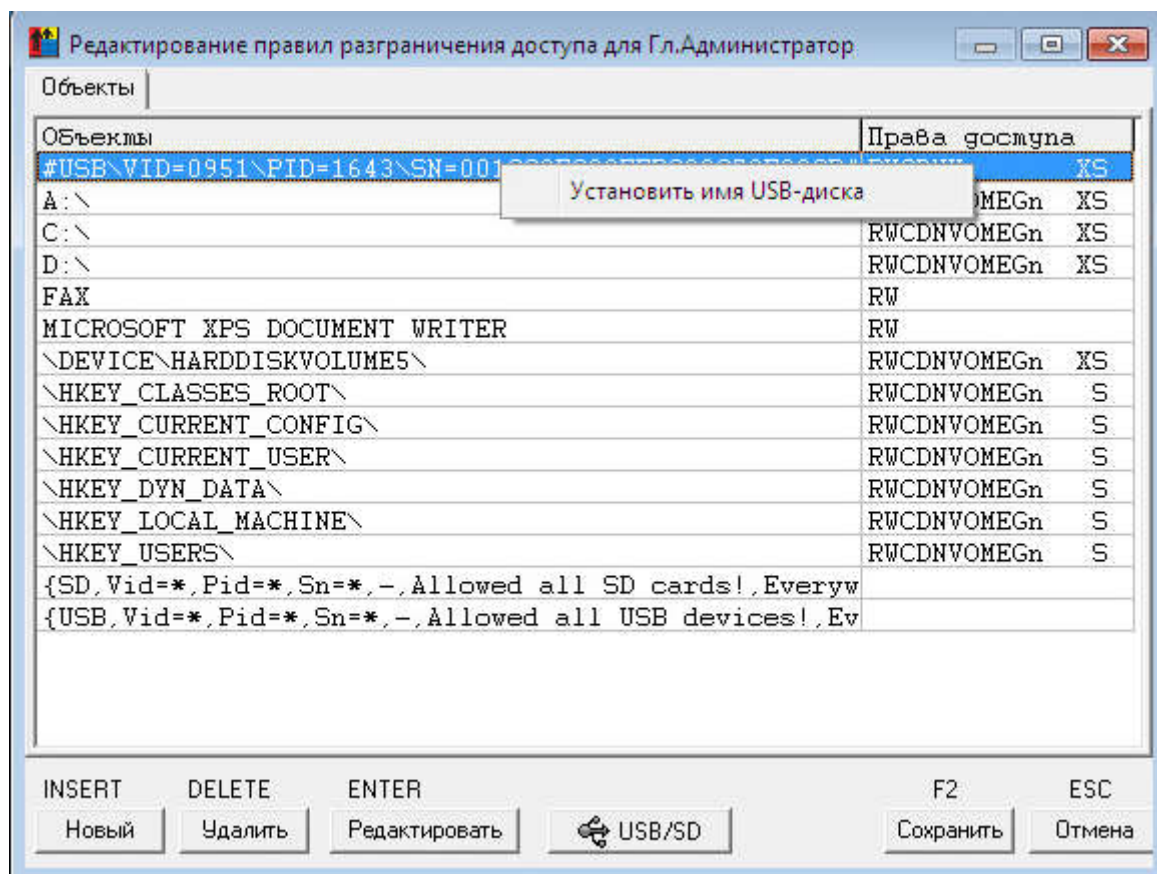 Редактирование правил разграничения доступа для Гл.Администратор
Объекты
Объекты Права доступа
#USB\VID=0951\PID=1643\SN=001 XS
Установить имя USB-диска
A:\ OMEGn XS
C:\ RWCDNVOMEGn XS
D:\ RWCDNVOMEGn XS
FAX RW
MICROSOFT XPS DOCUMENT WRITER RW
\DEVICE\HARDDISKVOLUME5\ RWCDNVOMEGn XS
\HKEY_CLASSES_ROOT\ RWCDNVOMEGn S
\HKEY_CURRENT_CONFIG\ RWCDNVOMEGn S
\HKEY_CURRENT_USER\ RWCDNVOMEGn S
\HKEY_DYN_DATA\ RWCDNVOMEGn S
\HKEY_LOCAL_MACHINE\ RWCDNVOMEGn S
\HKEY_USERS\ RWCDNVOMEGn S
{SD,Vid=*,Pid=*,Sn=*,-,Allowed all SD cards!,Everyw
{USB,Vid=*,Pid=*,Sn=*,-,Allowed all USB devices!,Ev
INSERT DELETE ENTER F2 ESC
Новый Удалить Редактировать USB/SD Сохранить Отмена